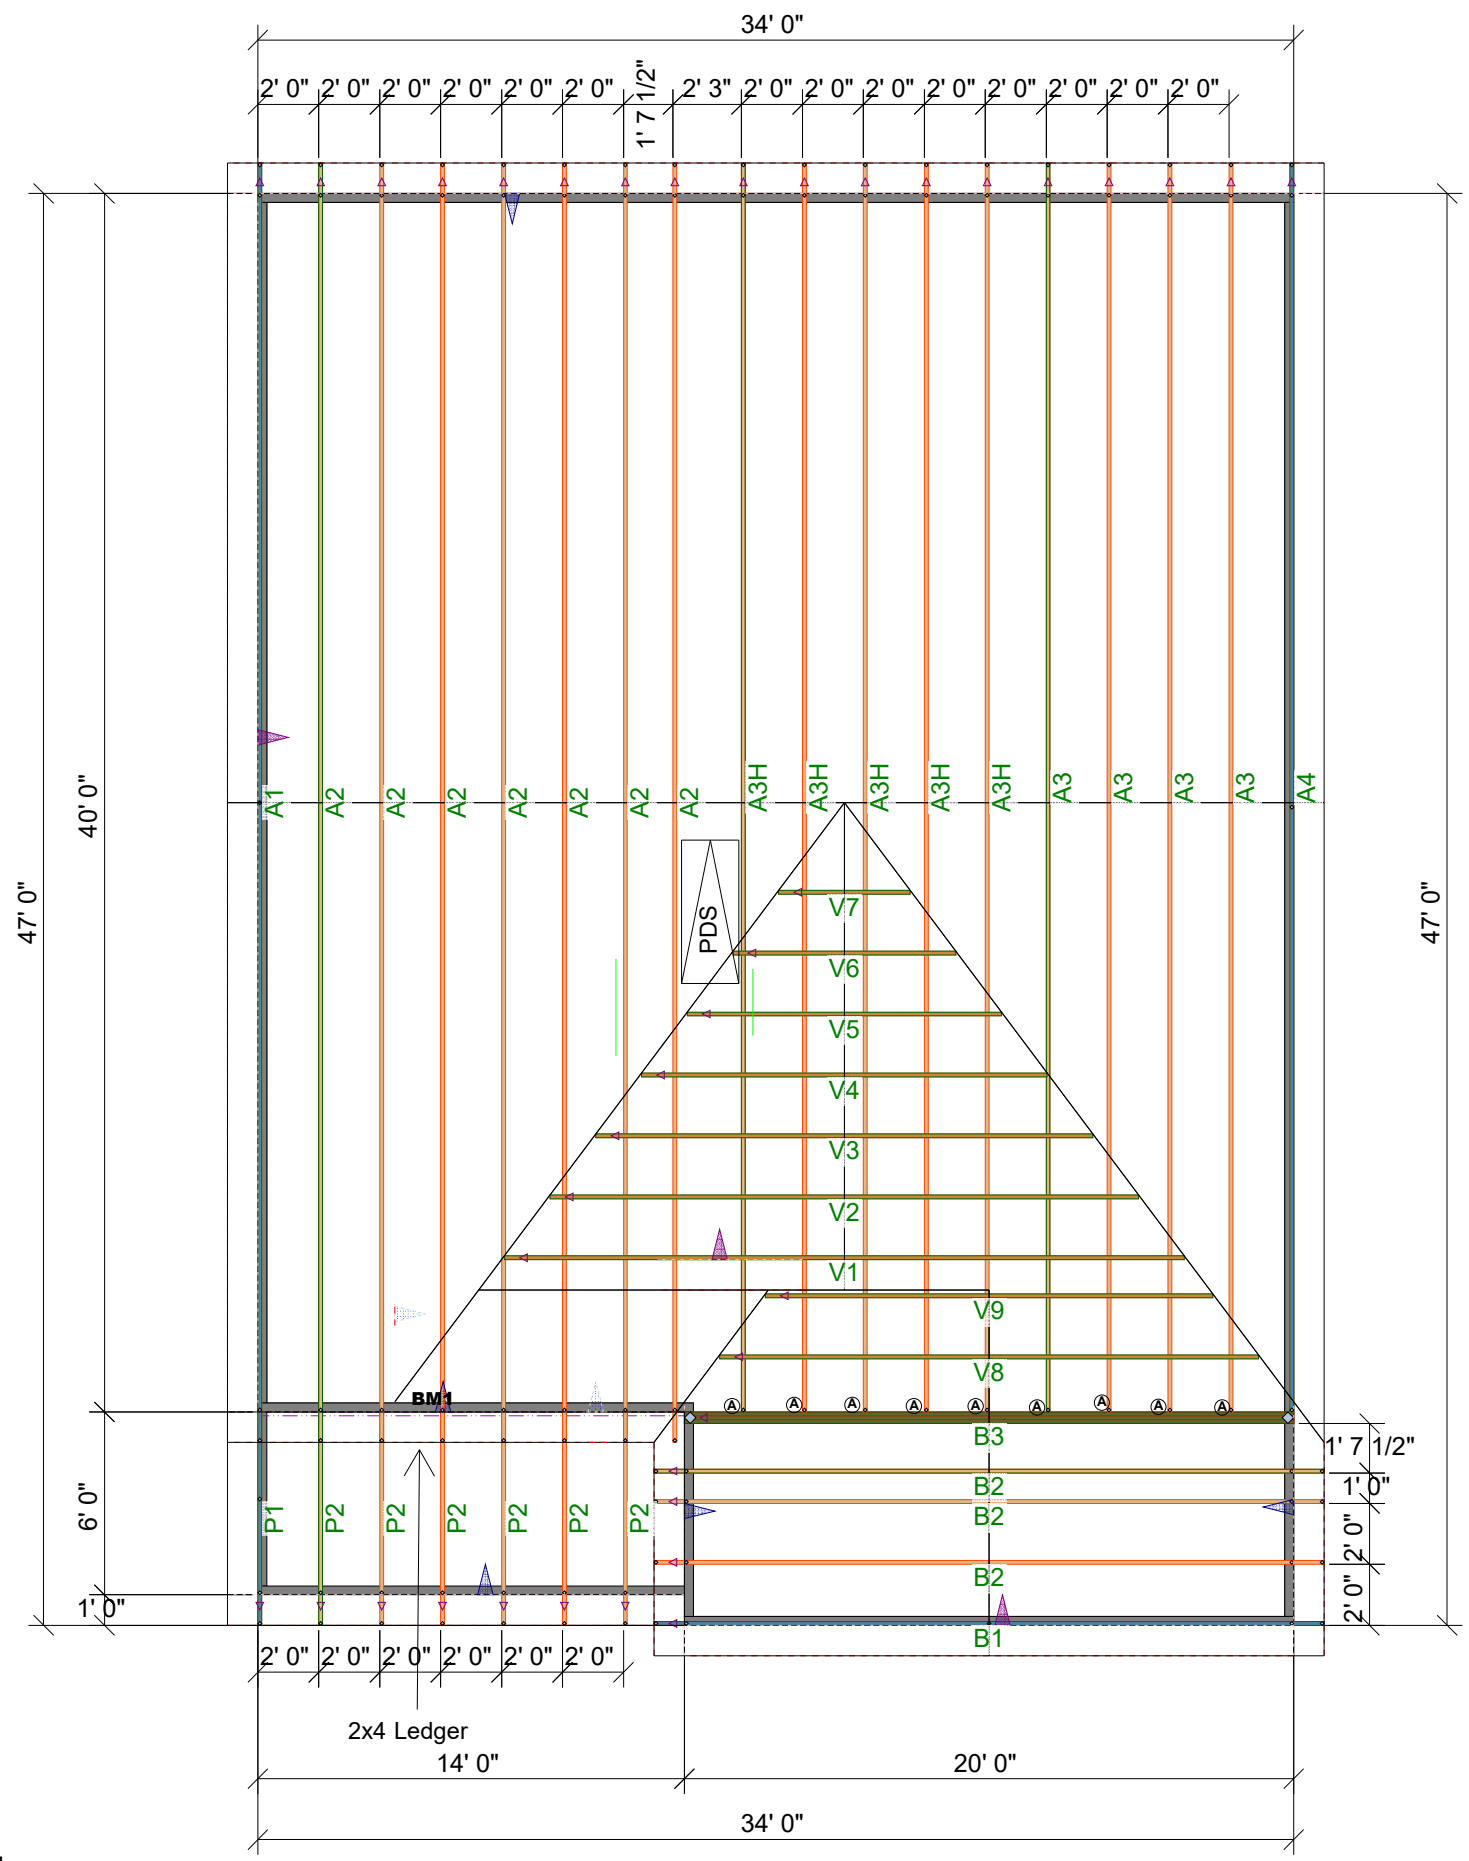 34' 0"
2' 0" 2' 0" 2' 0" 2' 0" 2' 0" 2' 0" 1' 7 1/2" 2' 3" 2' 0" 2' 0" 2' 0" 2' 0" 2' 0" 2' 0" 2' 0" 2' 0"
47' 0"
40' 0"
47' 0"
A1 A2 A2 A2 A2 A2 A2 A2 A3H A3H A3H A3H A3H A3 A3 A3 A3 A4
PDS
V7
V6
V5
V4
V3
V2
V1
V9
V8
BM1
A A A A A A A A A
B3
1' 7 1/2"
B2
1' 0"
6' 0"
P1 P2 P2 P2 P2 P2 P2
B2
2' 0"
B2
2' 0"
1' 0"
B1
2' 0" 2' 0" 2' 0" 2' 0" 2' 0" 2' 0"
2x4 Ledger
14' 0" 20' 0"
34' 0"